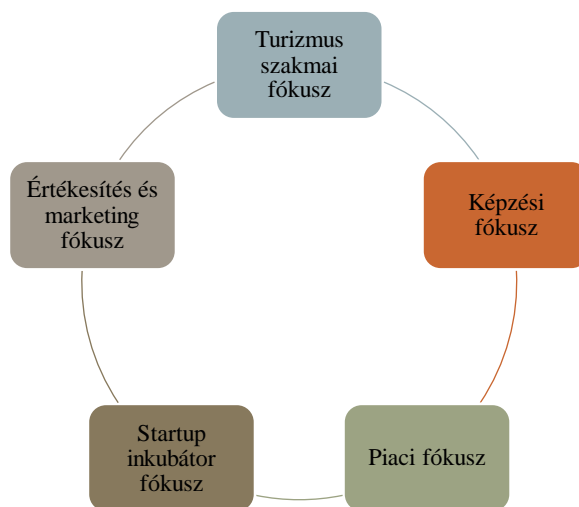 Turizmus
szakmai
fókusz
Képzési
fókusz
Piaci fókusz
Startup
inkubátor
fókusz
Értékesítés és
marketing
fókusz